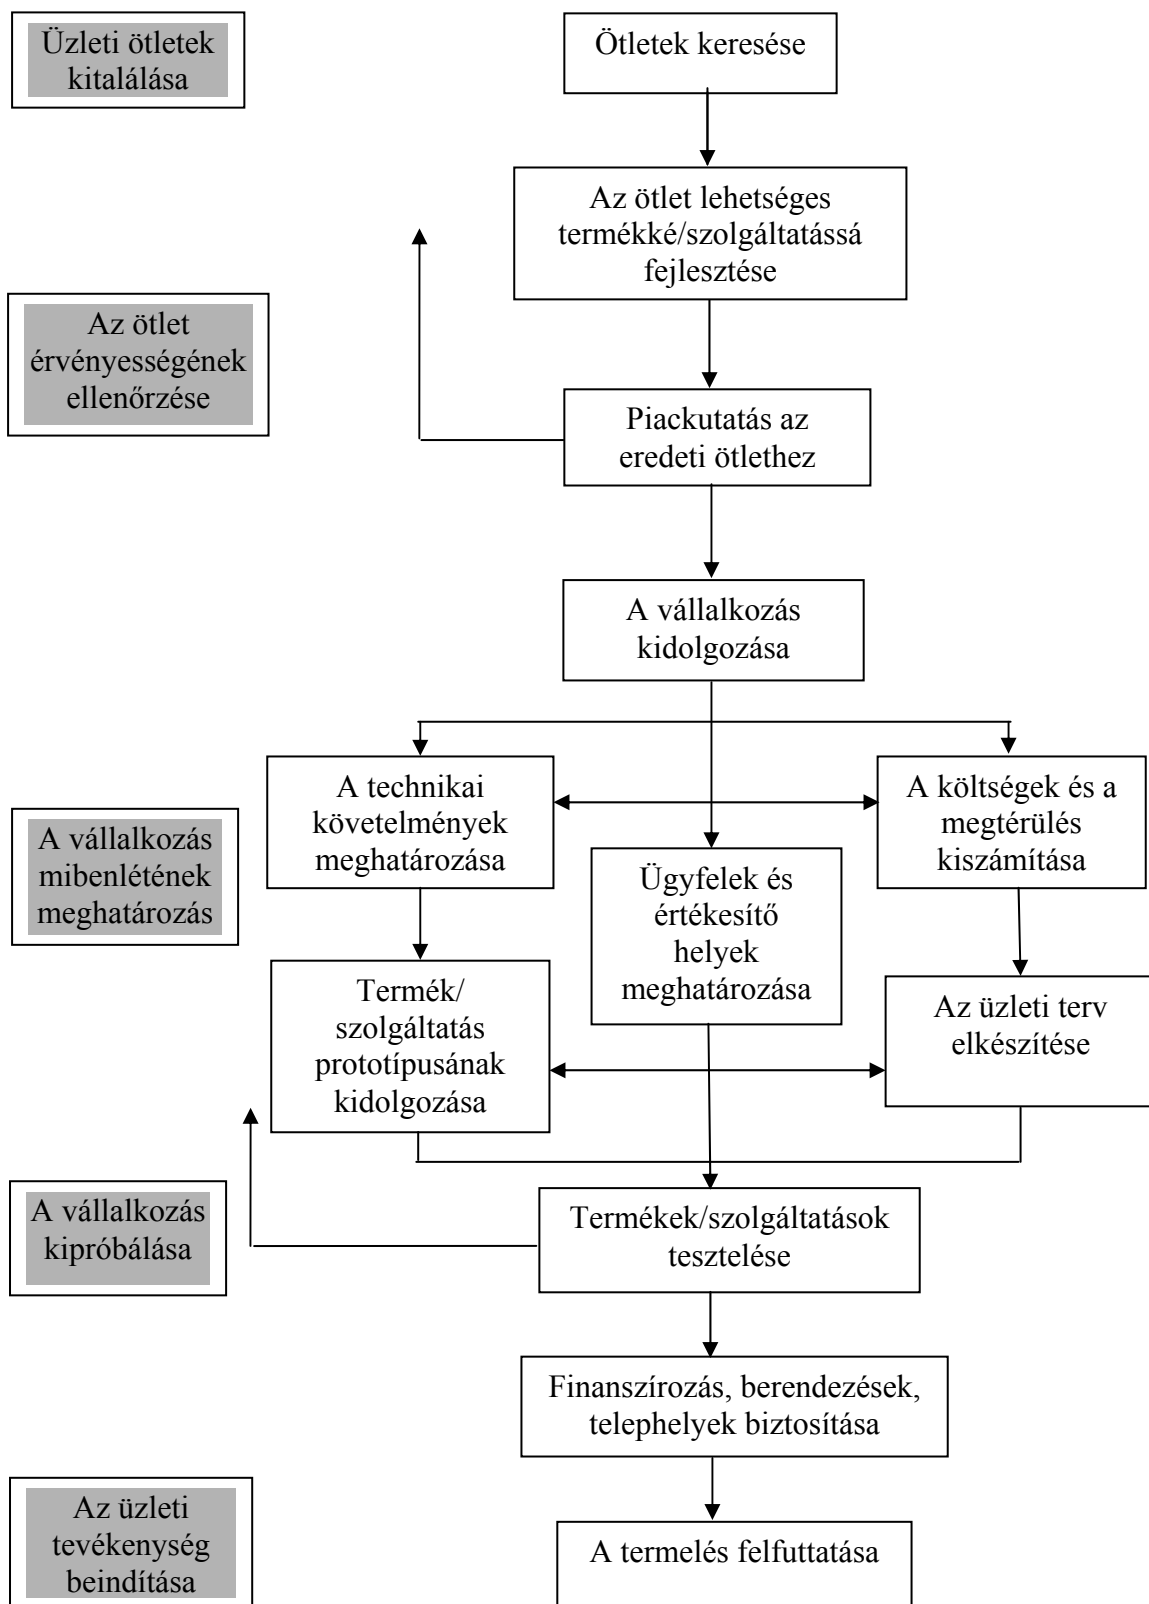 Üzleti ötletek
kitalálása
Ötletek keresése
Az ötlet lehetséges
termékké/szolgáltatássá
fejlesztése
Az ötlet
érvényességének
ellenőrzése
Piackutatás az
eredeti ötlethez
A vállalkozás
kidolgozása
A technikai
követelmények
meghatározása
A költségek és a
megtérülés
kiszámítása
A vállalkozás
mibenlétének
meghatározás
Ügyfelek és
értékesítő
helyek
meghatározása
Termék/
szolgáltatás
prototípusának
kidolgozása
Az üzleti terv
elkészítése
A vállalkozás
kipróbálása
Termékek/szolgáltatások
tesztelése
Finanszírozás, berendezések,
telephelyek biztosítása
Az üzleti
tevékenység
beindítása
A termelés felfuttatása